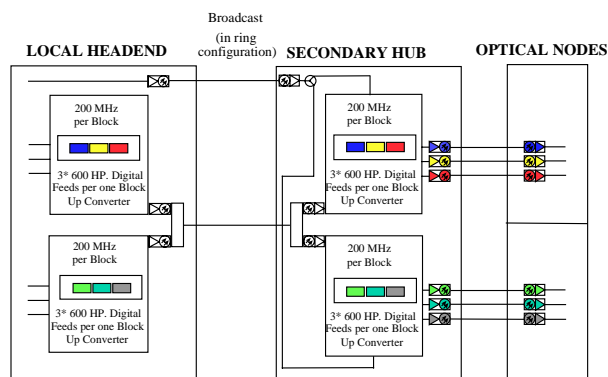 Broadcast
(in ring
configuration)
LOCAL HEADEND
SECONDARY HUB
OPTICAL NODES
200 MHz
per Block
3* 600 HP. Digital
Feeds per one Block
Up Converter
200 MHz
per Block
3* 600 HP. Digital
Feeds per one Block
Up Converter
200 MHz
per Block
3* 600 HP. Digital
Feeds per one Block
Up Converter
200 MHz
per Block
3* 600 HP. Digital
Feeds per one Block
Up Converter